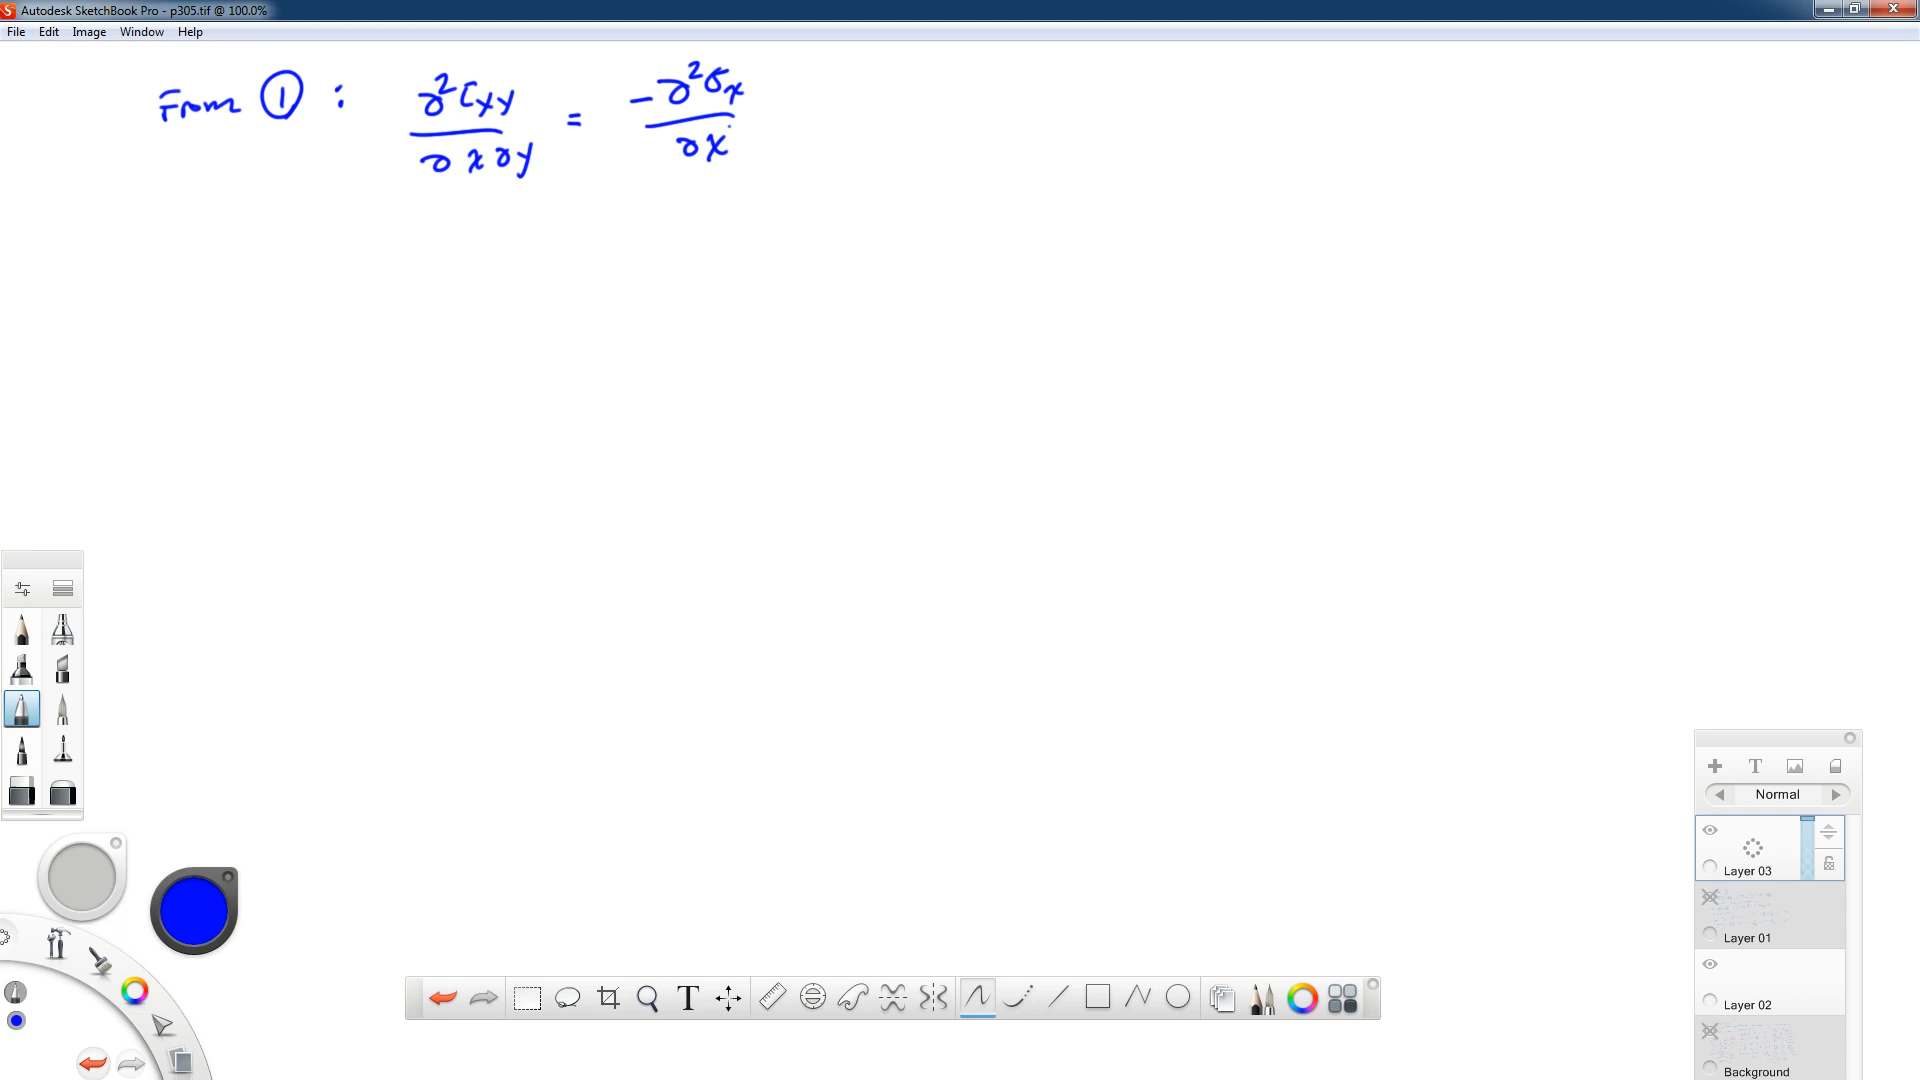 Autodesk SketchBook Pro - p305.tif @ 100.0%
File Edit Image Window Help
From ① : ∂²τxy / ∂x∂y = -∂²σx / ∂x
Normal
Layer 03
Layer 01
Layer 02
Background